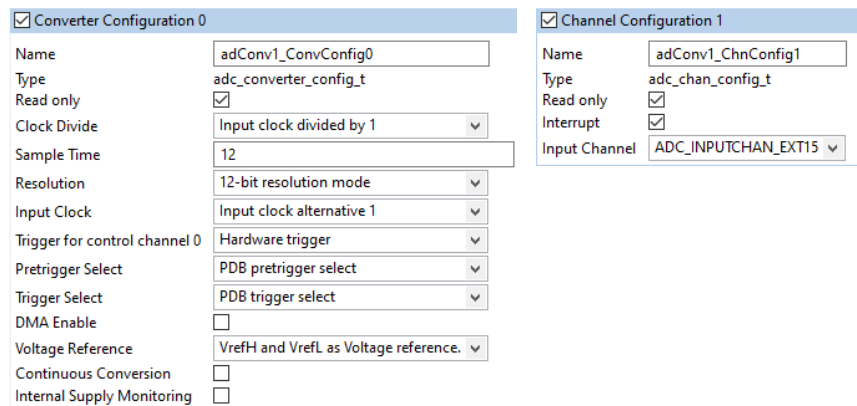 Converter Configuration 0
Name adConv1_ConvConfig0
Type adc_converter_config_t
Read only
Clock Divide Input clock divided by 1
Sample Time 12
Resolution 12-bit resolution mode
Input Clock Input clock alternative 1
Trigger for control channel 0 Hardware trigger
Pretrigger Select PDB pretrigger select
Trigger Select PDB trigger select
DMA Enable
Voltage Reference VrefH and VrefL as Voltage reference.
Continuous Conversion
Internal Supply Monitoring
Channel Configuration 1
Name adConv1_ChnConfig1
Type adc_chan_config_t
Read only
Interrupt
Input Channel ADC_INPUTCHAN_EXT15